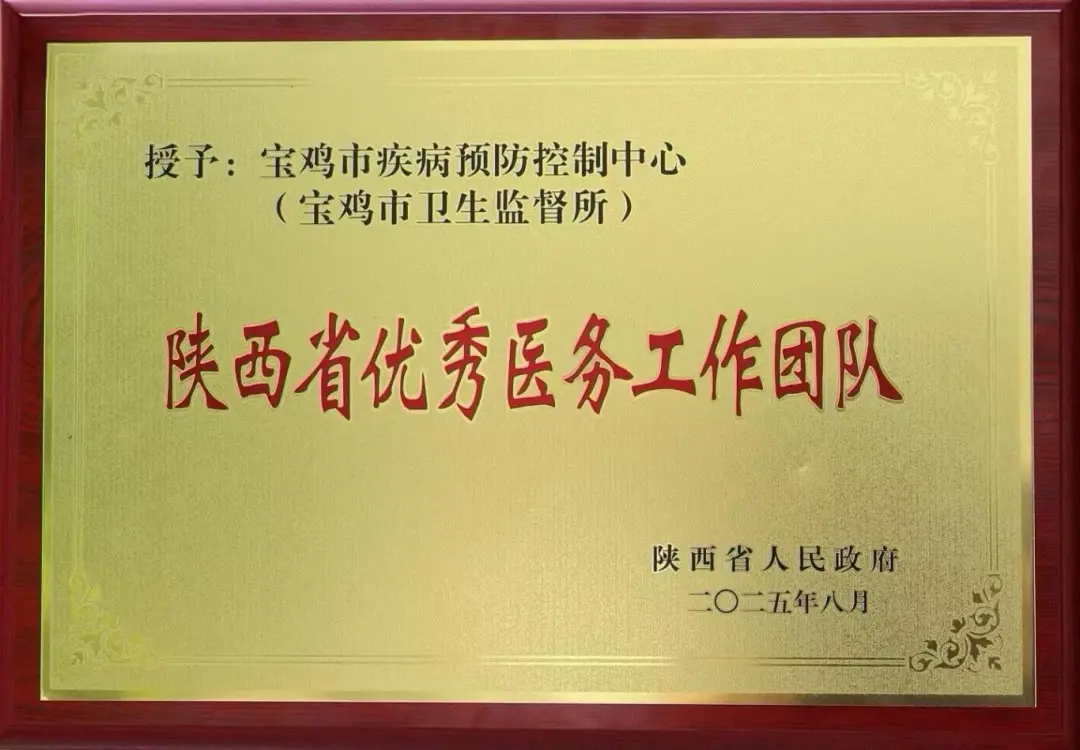 授予：宝鸡市疾病预防控制中心
（宝鸡市卫生监督所）
陕西省优秀医务工作团队
陕西省人民政府
二〇二五年八月